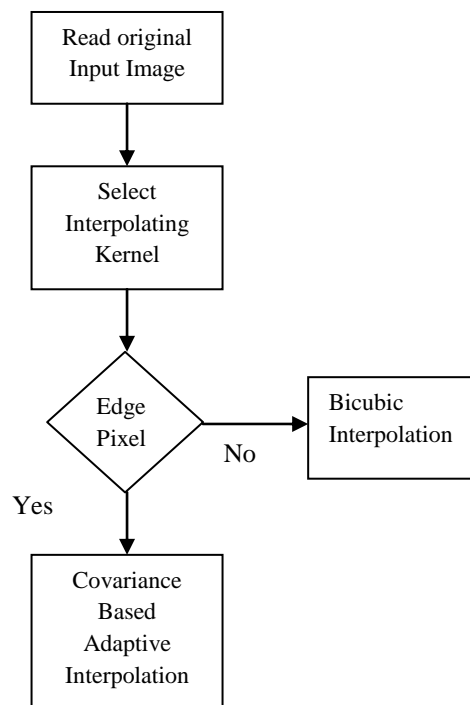 Read original
Input Image
Select
Interpolating
Kernel
Edge
Pixel
No
Bicubic
Interpolation
Yes
Covariance
Based
Adaptive
Interpolation